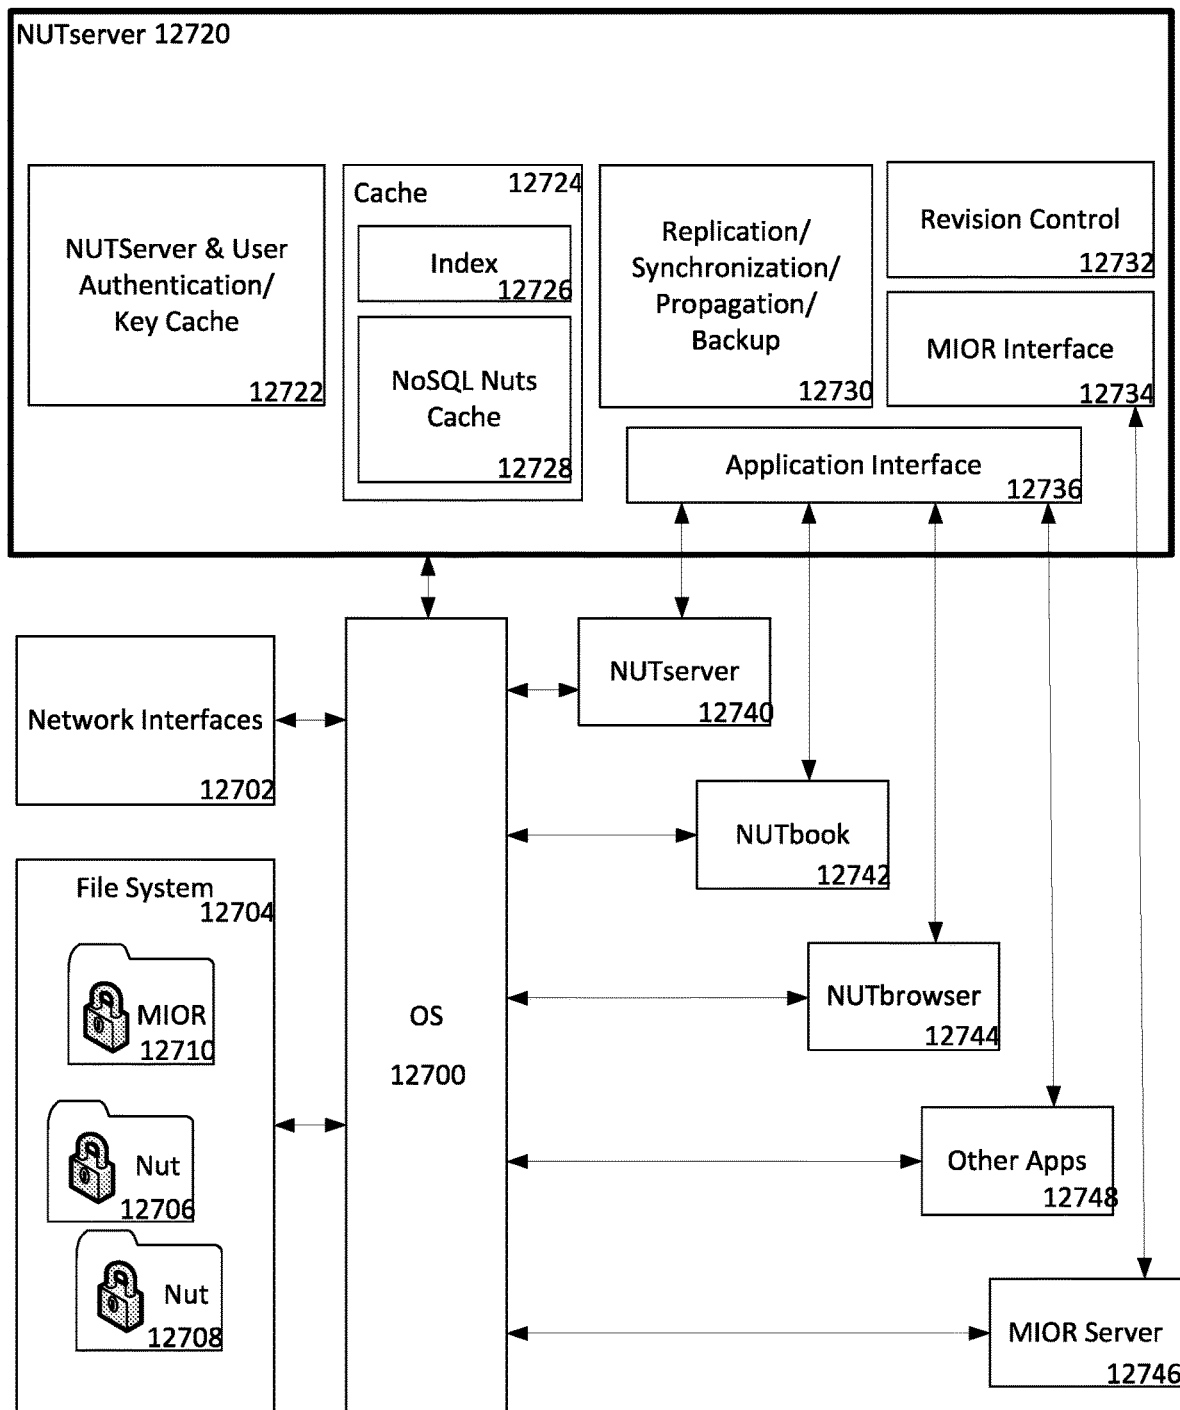 NUTserver 12720
NUTServer & User
Authentication/
Key Cache
12722
Cache
12724
Index
12726
NoSQL Nuts
Cache
12728
Replication/
Synchronization/
Propagation/
Backup
12730
Revision Control
12732
MIOR Interface
12734
Application Interface
12736
Network Interfaces
12702
File System
12704
MIOR
12710
Nut
12706
Nut
12708
OS
12700
NUTserver
12740
NUTbook
12742
NUTbrowser
12744
Other Apps
12748
MIOR Server
12746